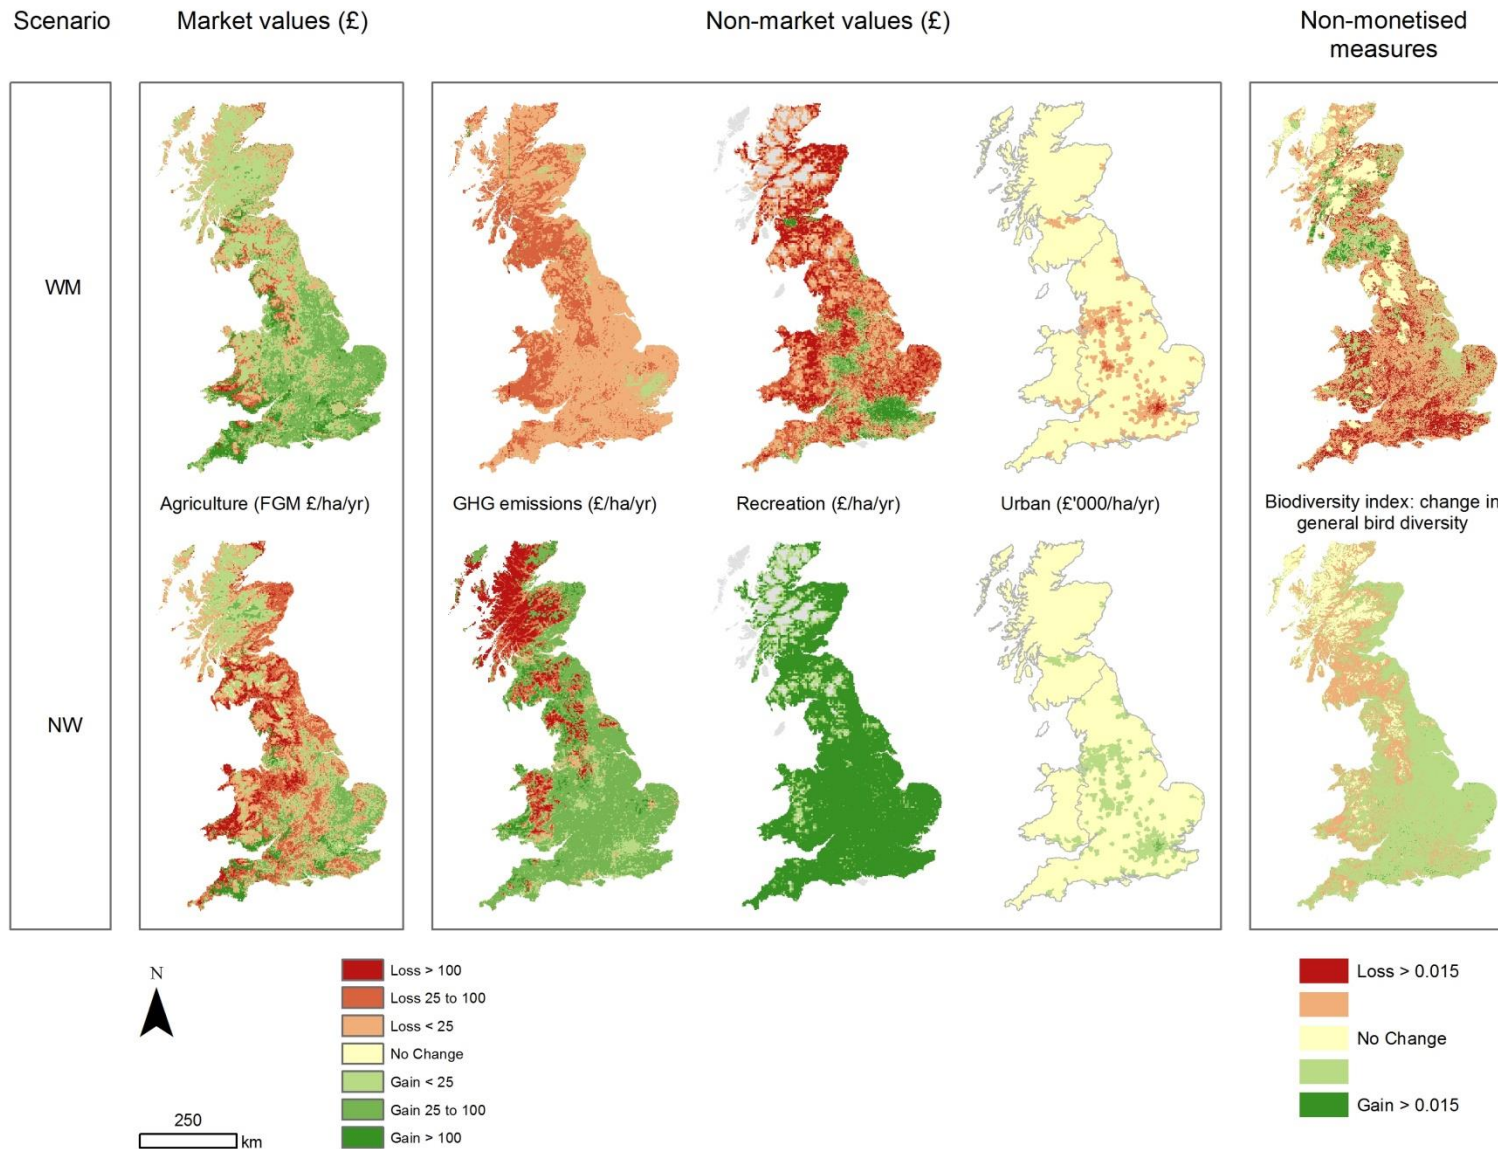 Scenario
Market values (£)
Non-market values (£)
Non-monetised
measures
WM
Agriculture (FGM £/ha/yr)
GHG emissions (£/ha/yr)
Recreation (£/ha/yr)
Urban (£'000/ha/yr)
Biodiversity index: change in
general bird diversity
NW
N
250
km
Loss > 100
Loss 25 to 100
Loss < 25
No Change
Gain < 25
Gain 25 to 100
Gain > 100
Loss > 0.015
No Change
Gain > 0.015